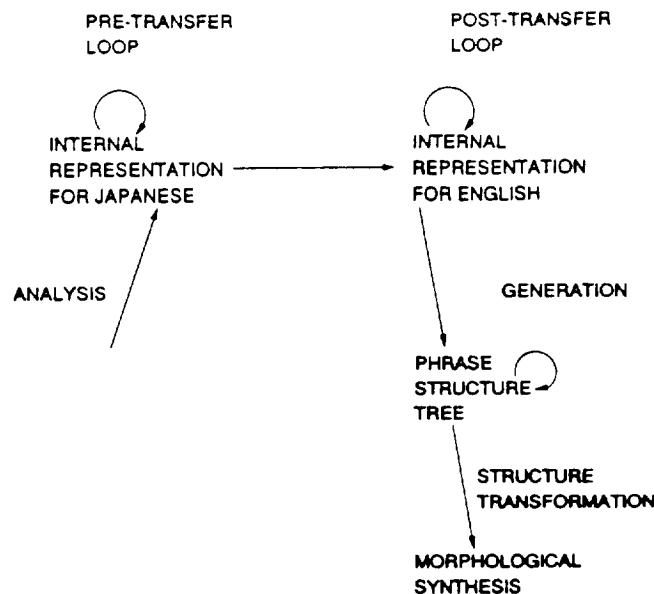 PRE-TRANSFER
LOOP
POST-TRANSFER
LOOP
INTERNAL
REPRESENTATION
FOR JAPANESE
INTERNAL
REPRESENTATION
FOR ENGLISH
ANALYSIS
GENERATION
PHRASE
STRUCTURE
TREE
STRUCTURE
TRANSFORMATION
MORPHOLOGICAL
SYNTHESIS